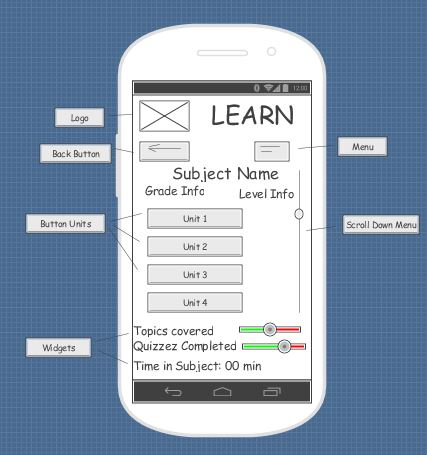 12:00
Logo
LEARN
Back Button
Menu
Subject Name
Grade Info
Level Info
Button Units
Unit 1
Scroll Down Menu
Unit 2
Unit 3
Unit 4
Topics covered
Widgets
Quizzez Completed
Time in Subject: 00 min